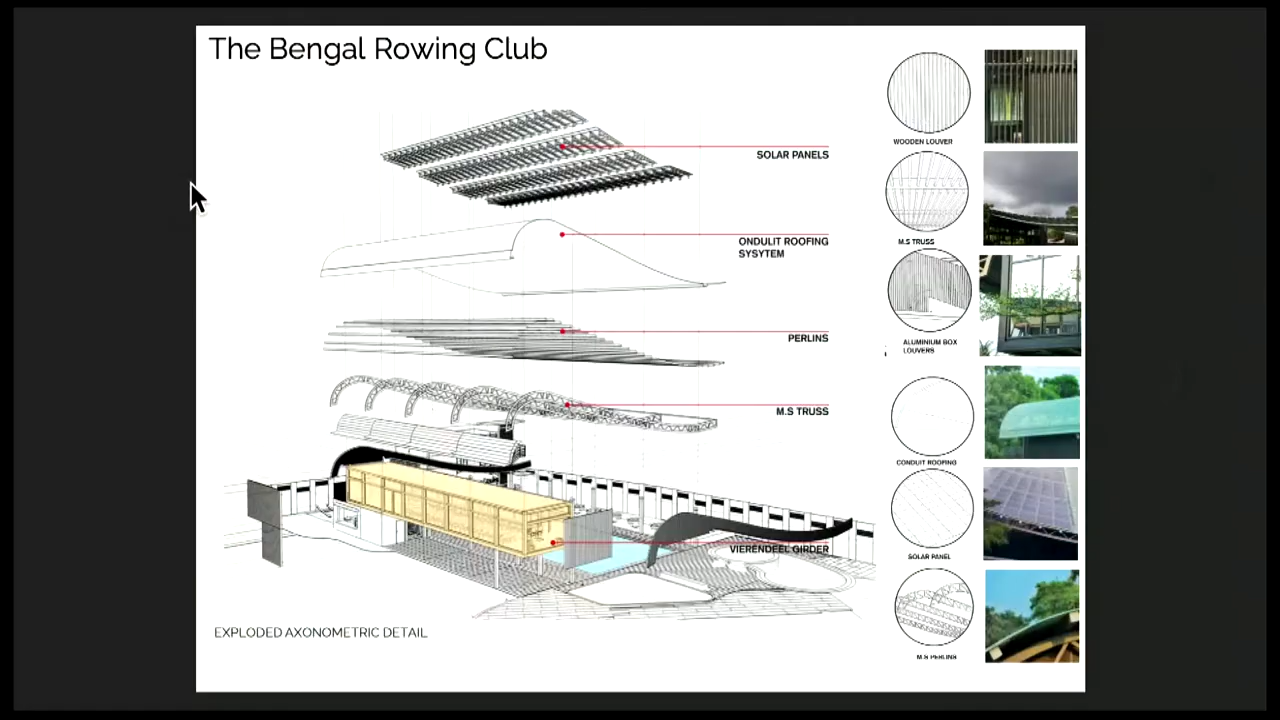 The Bengal Rowing Club
SOLAR PANELS
ONDULIT ROOFING
SYSYTEM
PERLINS
M.S TRUSS
VIERENDEEL GIRDER
EXPLODED AXONOMETRIC DETAIL
WOODEN LOUVER
M.S TRUSS
ALUMINIUM BOX
LOUVERS
CONDUIT ROOFING
SOLAR PANEL
M.S PERLINS